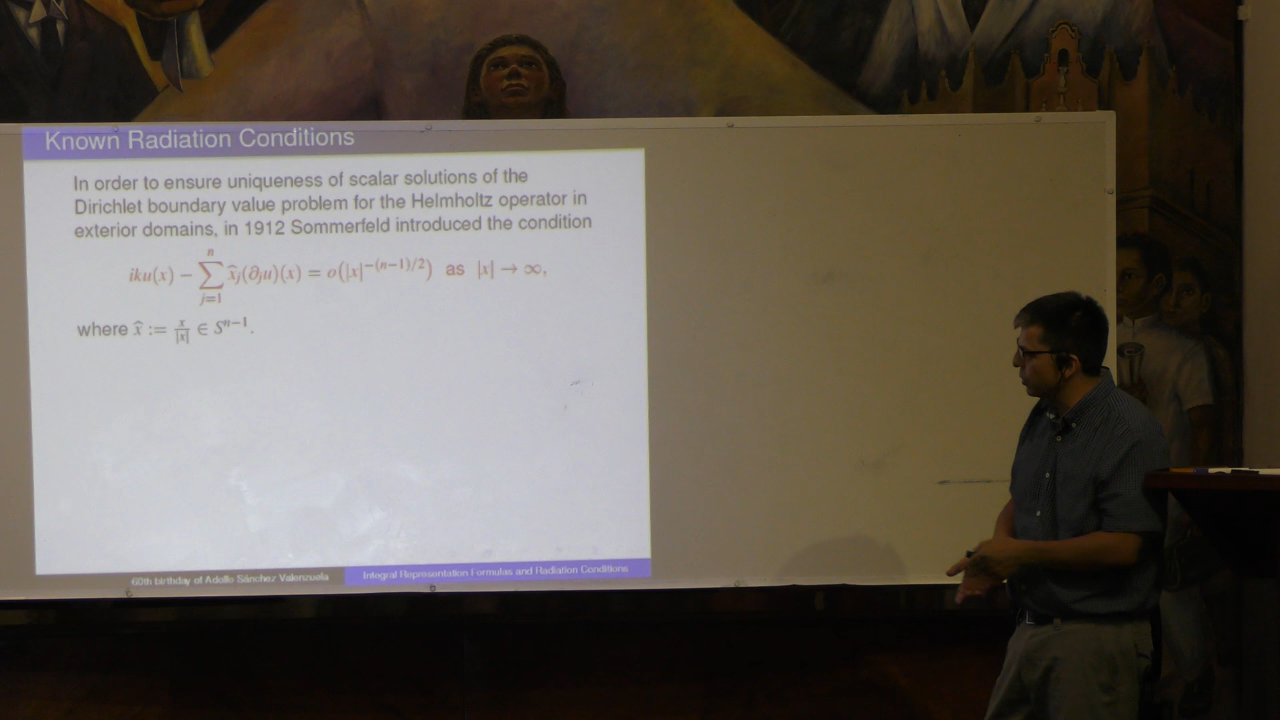 Known Radiation Conditions
In order to ensure uniqueness of scalar solutions of the
Dirichlet boundary value problem for the Helmholtz operator in
exterior domains, in 1912 Sommerfeld introduced the condition
iku(x) − ∑_{j=1}^{n} x̂_j(∂_ju)(x) = o(|x|^{−(n−1)/2}) as |x| → ∞,
where x̂ := x/|x| ∈ S^{n−1}.
60th birthday of Adolfo Sánchez Valenzuela
Integral Representation Formulas and Radiation Conditions